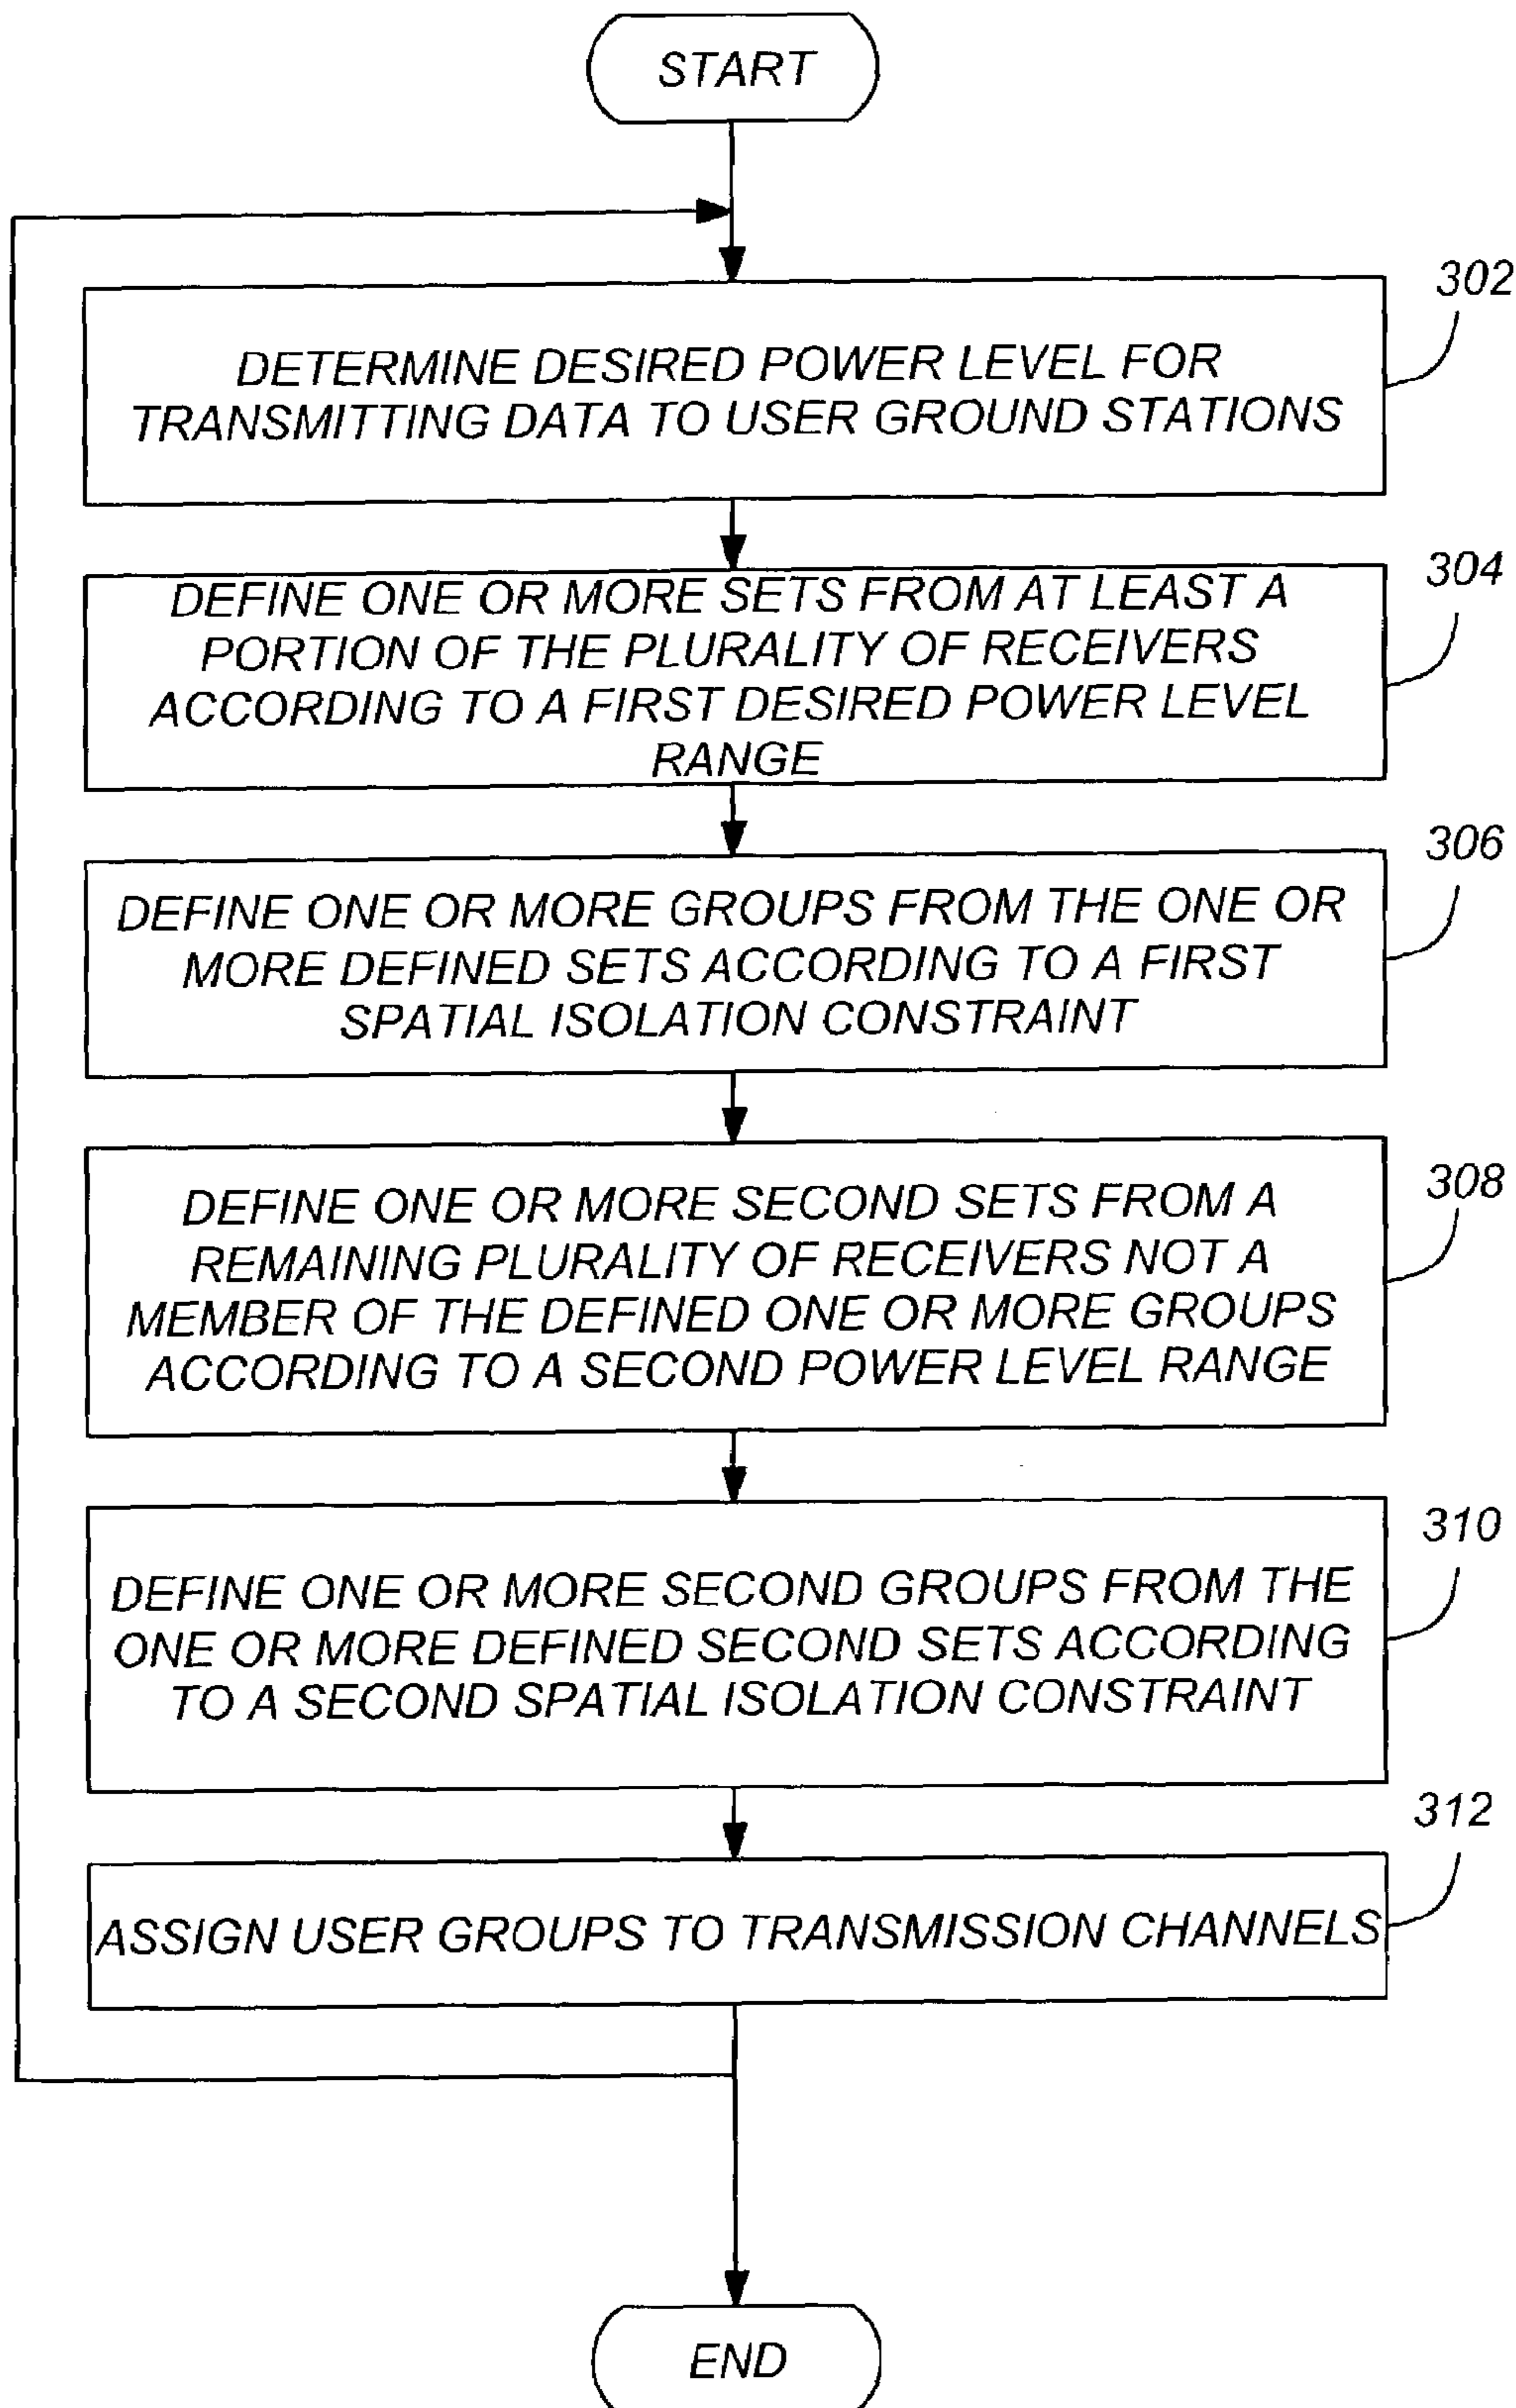 START
302
DETERMINE DESIRED POWER LEVEL FOR
TRANSMITTING DATA TO USER GROUND STATIONS
304
DEFINE ONE OR MORE SETS FROM AT LEAST A
PORTION OF THE PLURALITY OF RECEIVERS
ACCORDING TO A FIRST DESIRED POWER LEVEL
RANGE
306
DEFINE ONE OR MORE GROUPS FROM THE ONE OR
MORE DEFINED SETS ACCORDING TO A FIRST
SPATIAL ISOLATION CONSTRAINT
308
DEFINE ONE OR MORE SECOND SETS FROM A
REMAINING PLURALITY OF RECEIVERS NOT A
MEMBER OF THE DEFINED ONE OR MORE GROUPS
ACCORDING TO A SECOND POWER LEVEL RANGE
310
DEFINE ONE OR MORE SECOND GROUPS FROM THE
ONE OR MORE DEFINED SECOND SETS ACCORDING
TO A SECOND SPATIAL ISOLATION CONSTRAINT
312
ASSIGN USER GROUPS TO TRANSMISSION CHANNELS
END